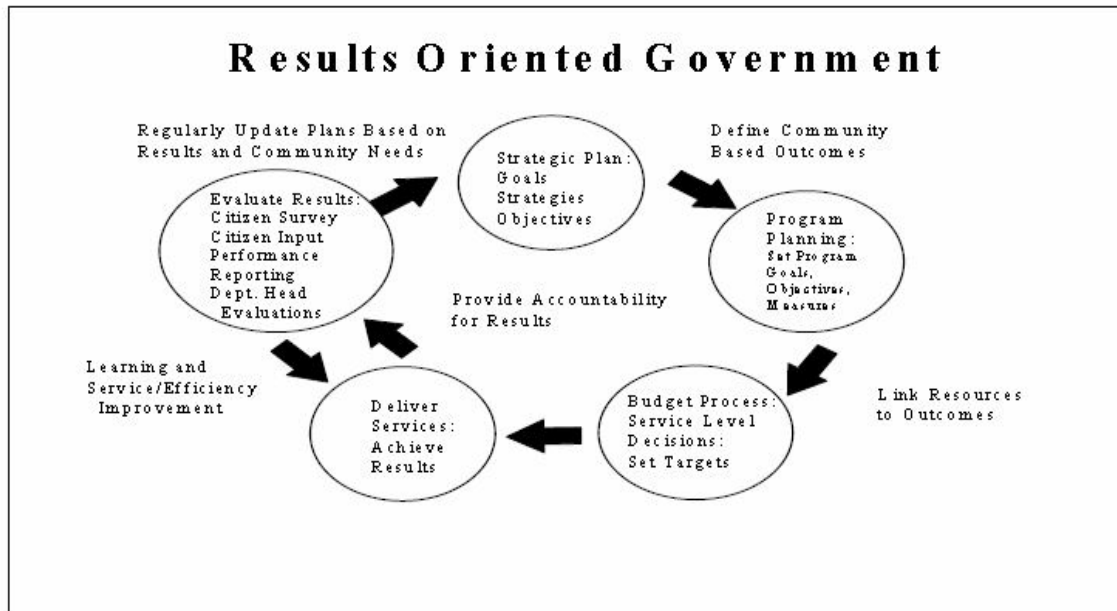 Results Oriented Government
Regularly Update Plans Based on
Results and Community Needs
Strategic Plan:
Goals
Strategies
Objectives
Define Community
Based Outcomes
Evaluate Results:
Citizen Survey
Citizen Input
Performance
Reporting
Dept. Head
Evaluations
Program
Planning:
Set Program
Goals,
Objectives,
Measures
Provide Accountability
for Results
Learning and
Service/Efficiency
Improvement
Deliver
Services:
Achieve
Results
Budget Process:
Service Level
Decisions:
Set Targets
Link Resources
to Outcomes